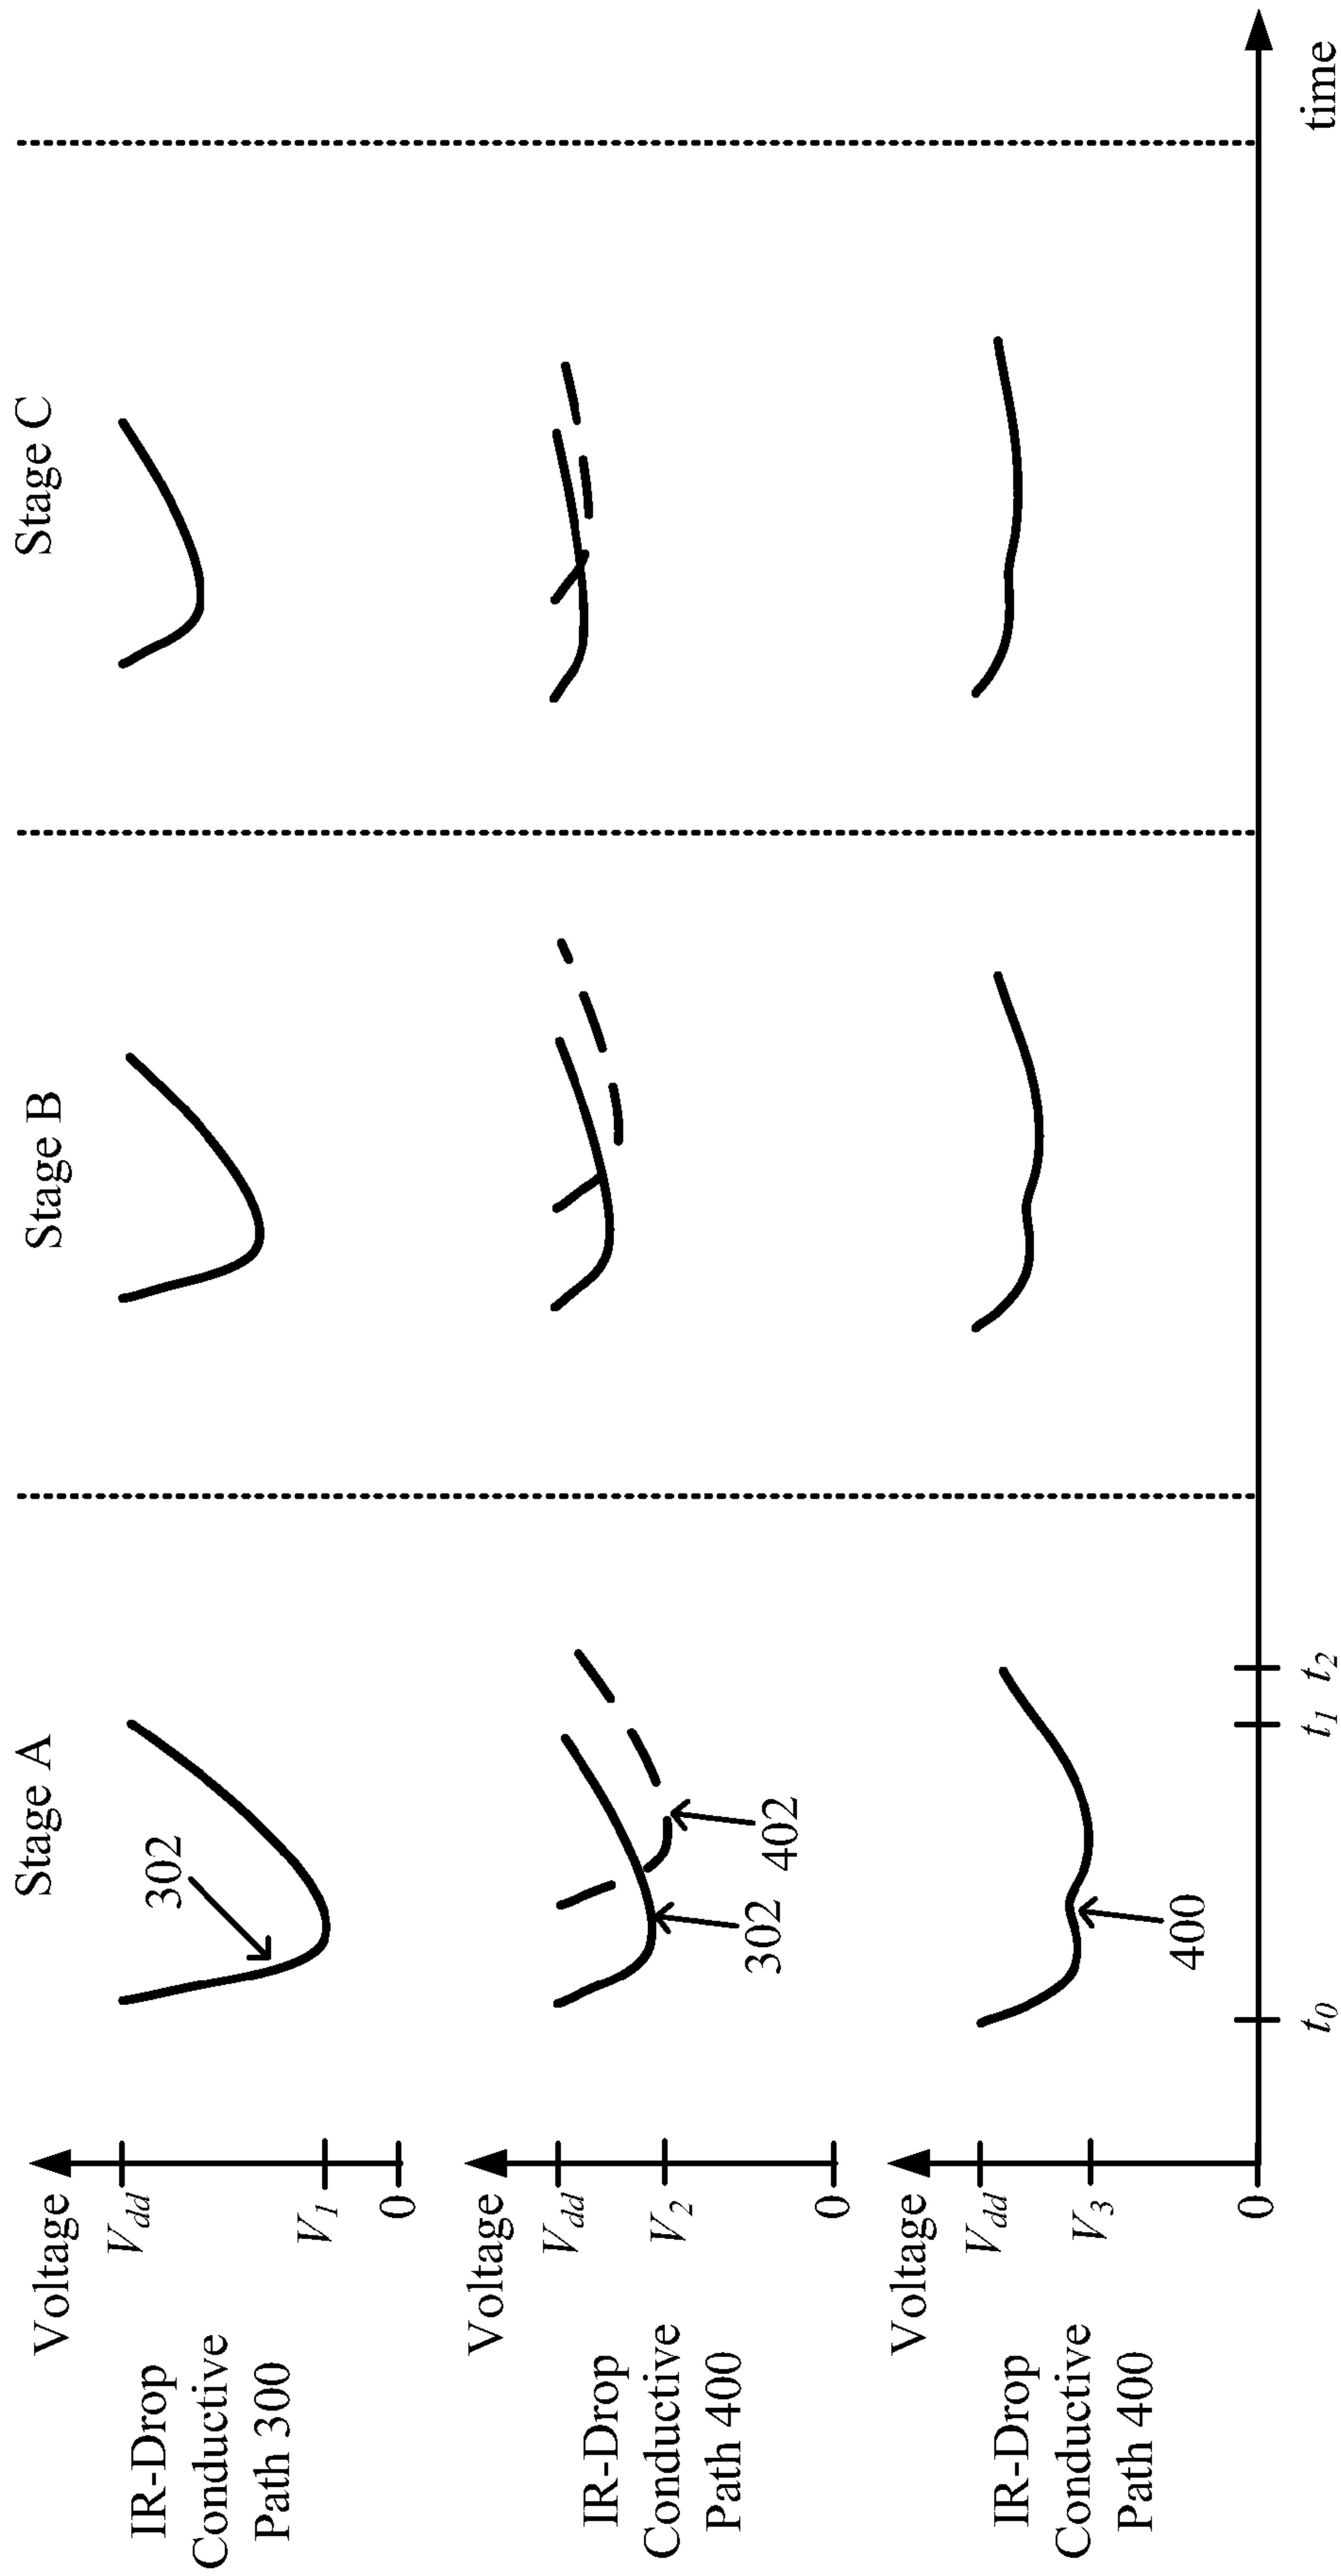 Stage A
Stage B
Stage C
Voltage
IR-Drop
Conductive
Path 300
Vdd
V1
0
302
Voltage
IR-Drop
Conductive
Path 400
Vdd
V2
0
302
402
Voltage
IR-Drop
Conductive
Path 400
Vdd
V3
0
400
t0
t1
t2
time